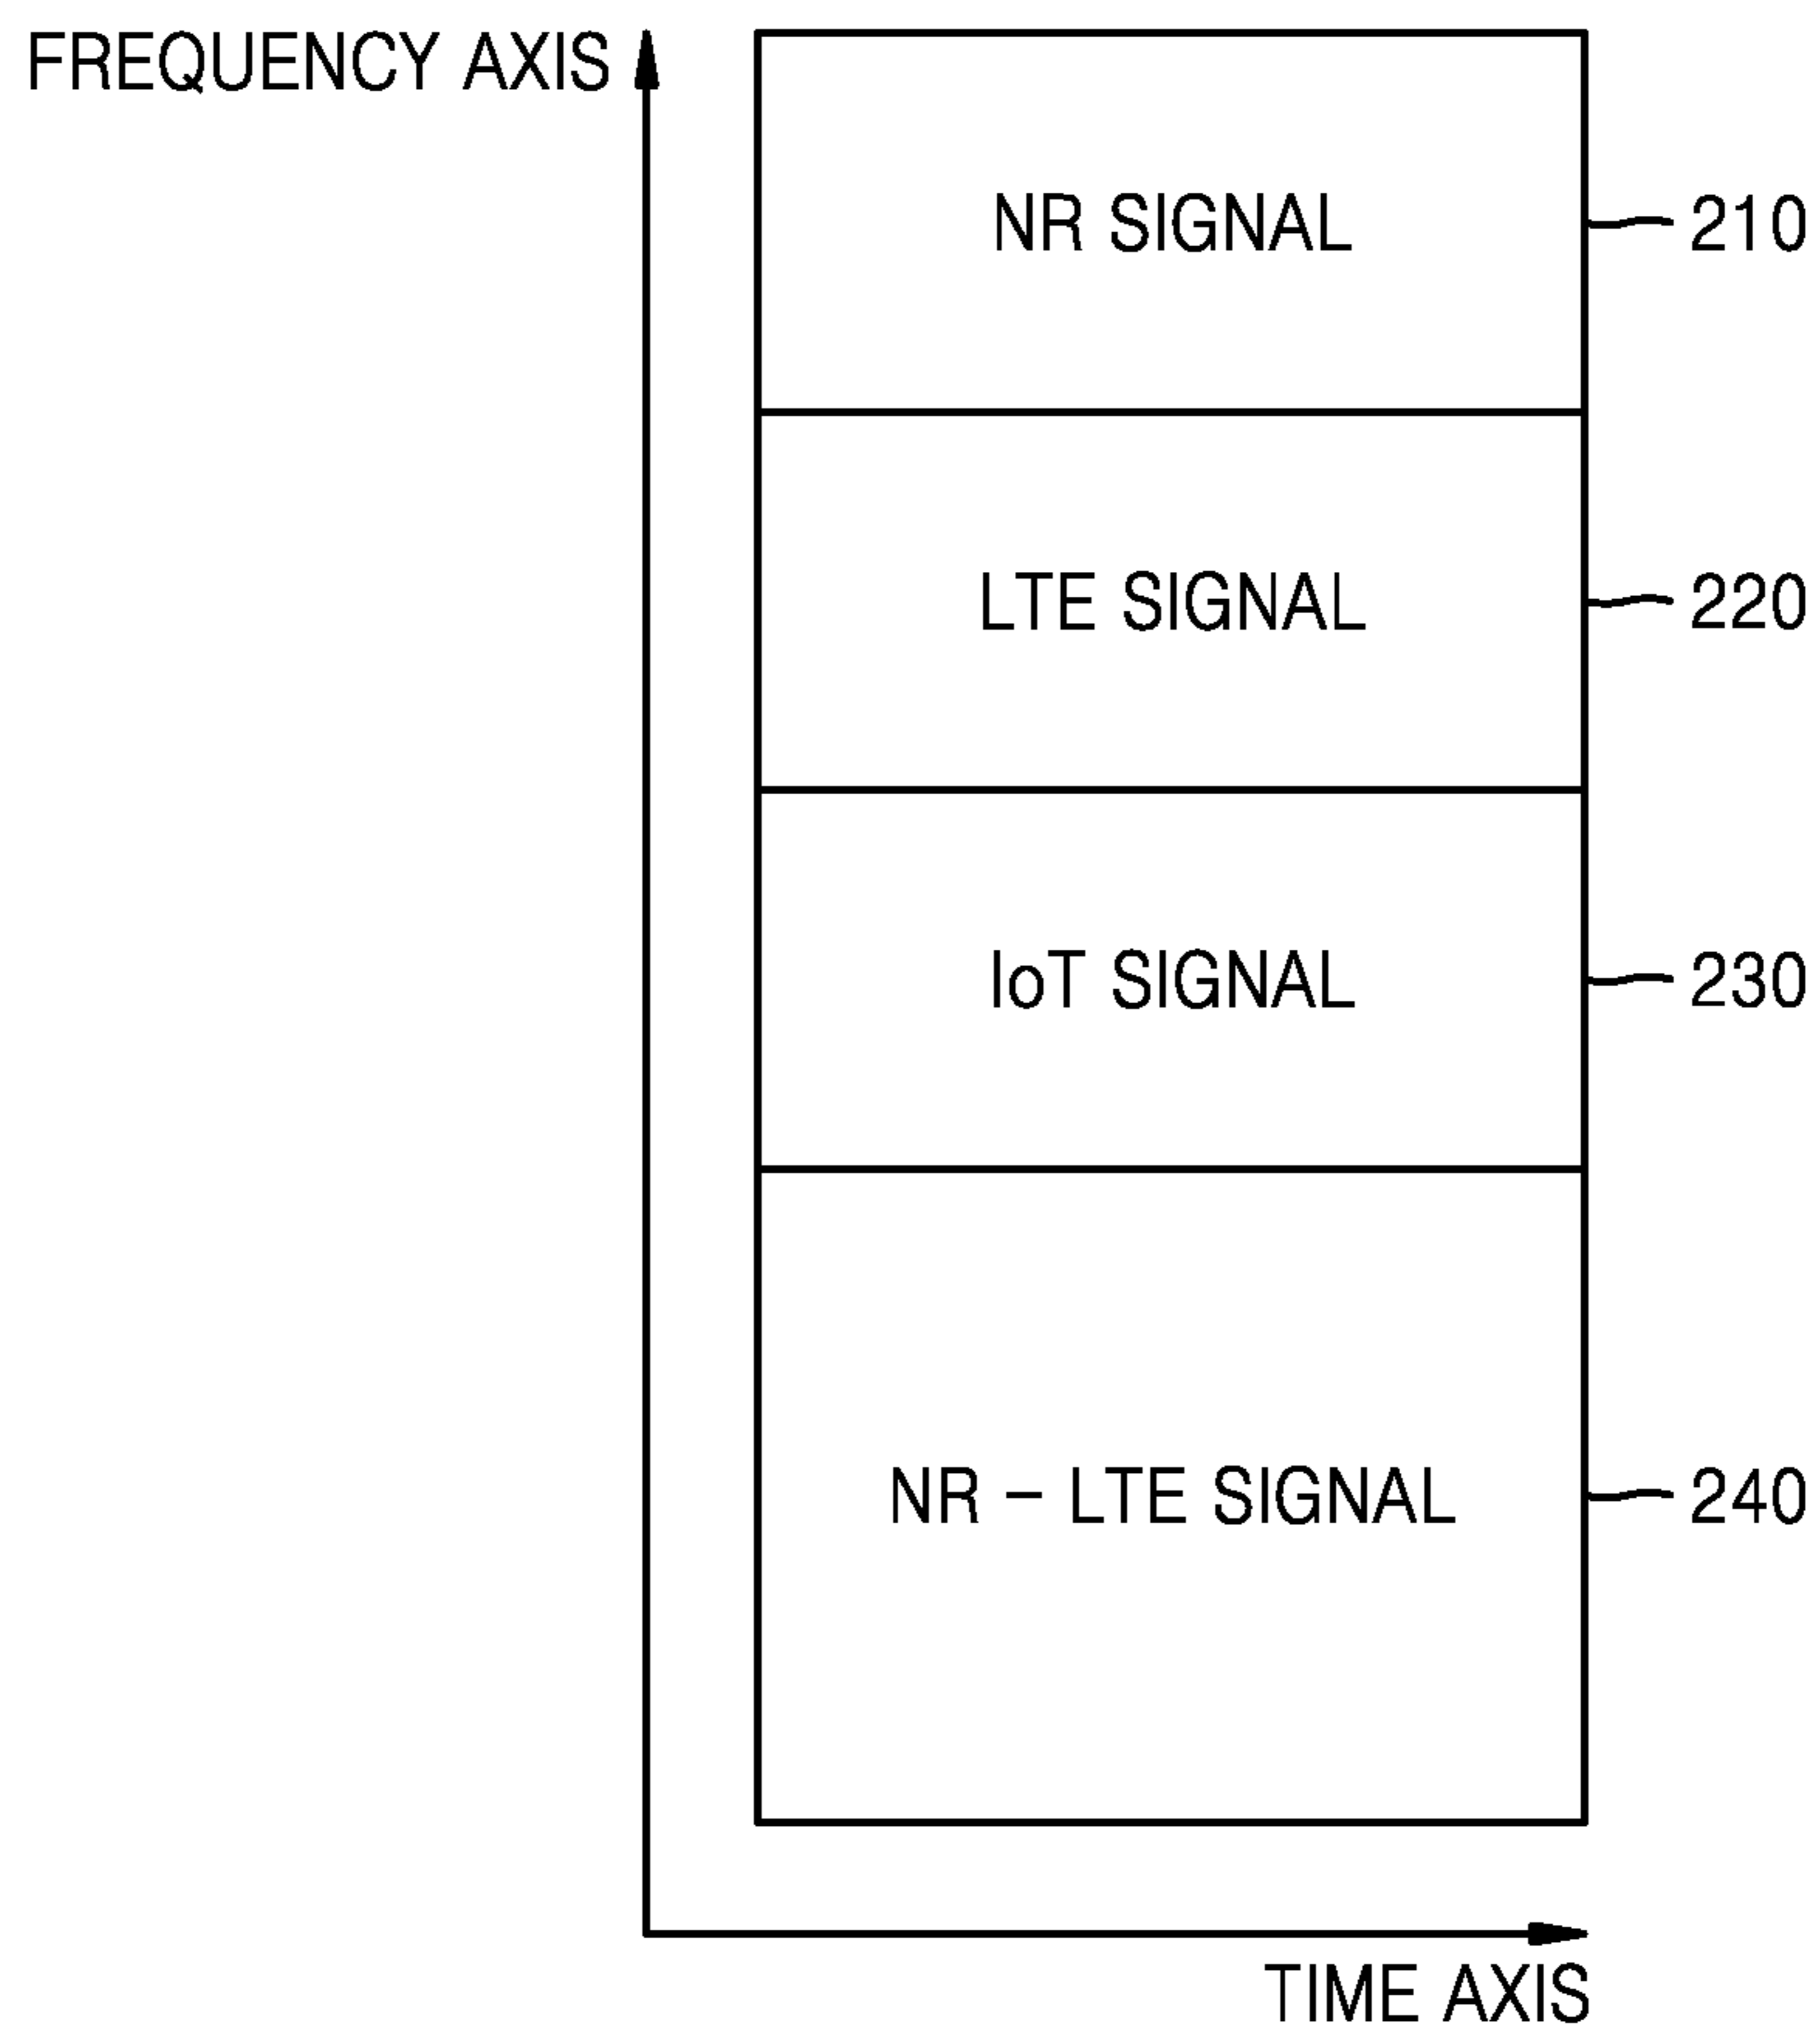 FREQUENCY AXIS
NR SIGNAL 210
LTE SIGNAL 220
IoT SIGNAL 230
NR – LTE SIGNAL 240
TIME AXIS